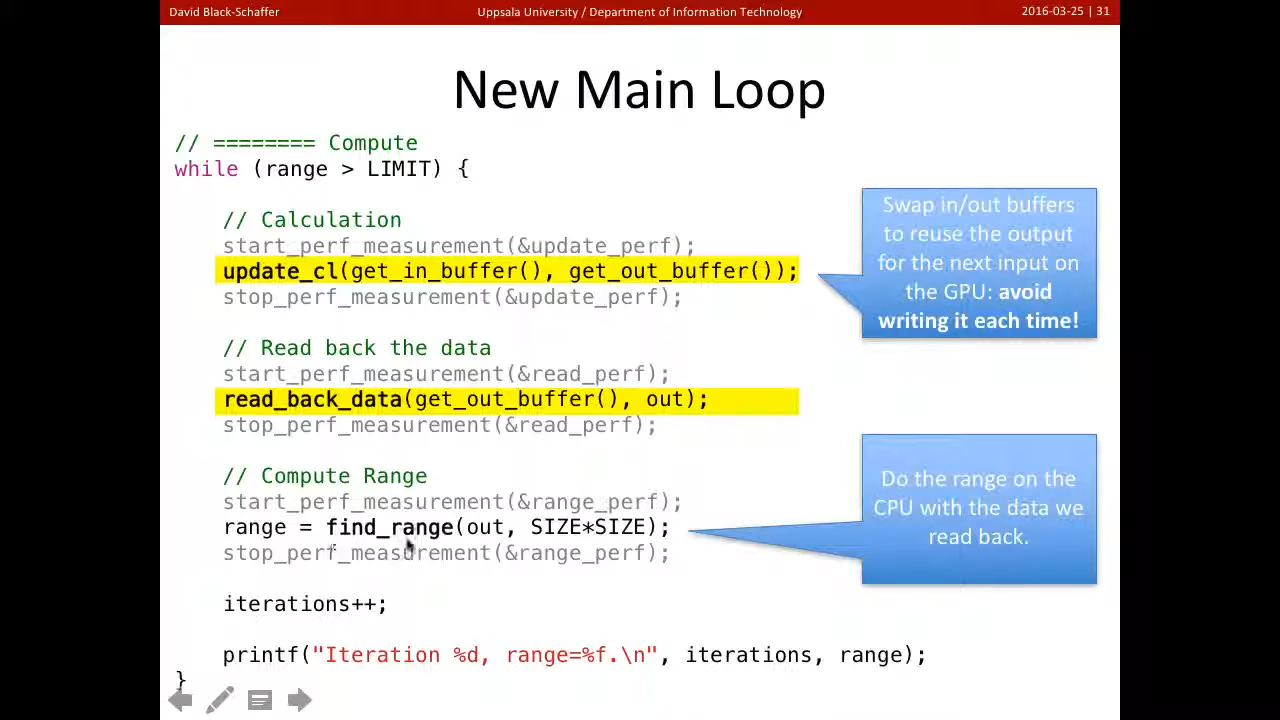 David Black-Schaffer
Uppsala University / Department of Information Technology
2016-03-25 | 31
New Main Loop
// ======== Compute
while (range > LIMIT) {
// Calculation
start_perf_measurement(&update_perf);
update_cl(get_in_buffer(), get_out_buffer());
stop_perf_measurement(&update_perf);
Swap in/out buffers
to reuse the output
for the next input on
the GPU: avoid
writing it each time!
// Read back the data
start_perf_measurement(&read_perf);
read_back_data(get_out_buffer(), out);
stop_perf_measurement(&read_perf);
// Compute Range
start_perf_measurement(&range_perf);
range = find_range(out, SIZE*SIZE);
stop_perf_measurement(&range_perf);
Do the range on the
CPU with the data we
read back.
iterations++;
printf("Iteration %d, range=%f.\n", iterations, range);
}